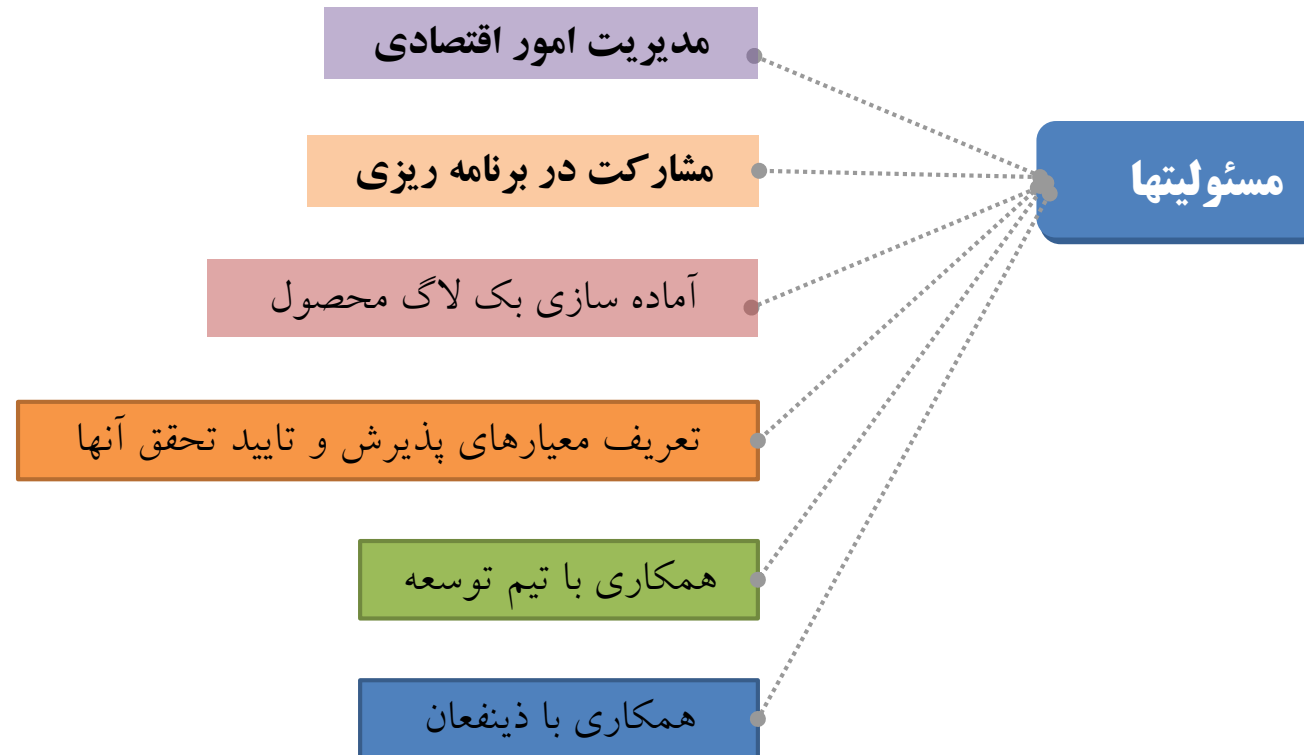 مسئولیتها
مدیریت امور اقتصادی
مشارکت در برنامه ریزی
آماده سازی بک لاگ محصول
تعریف معیارهای پذیرش و تایید تحقق آنها
همکاری با تیم توسعه
همکاری با ذینفعان